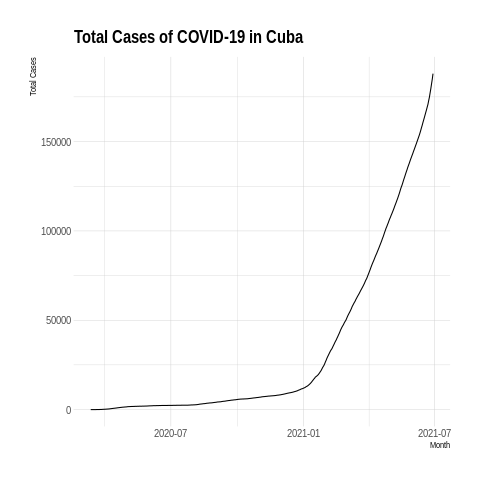 Total Cases of COVID-19 in Cuba
Total Cases
150000
100000
50000
0
2020-07 2021-01 2021-07
Month